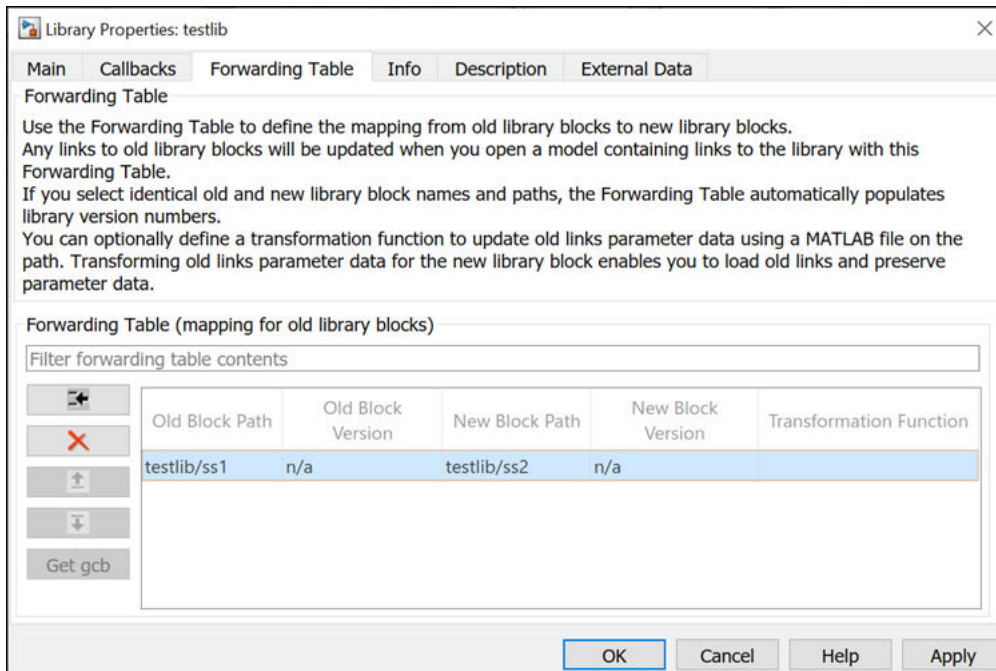 Library Properties: testlib
Main Callbacks Forwarding Table Info Description External Data
Forwarding Table
Use the Forwarding Table to define the mapping from old library blocks to new library blocks.
Any links to old library blocks will be updated when you open a model containing links to the library with this
Forwarding Table.
If you select identical old and new library block names and paths, the Forwarding Table automatically populates
library version numbers.
You can optionally define a transformation function to update old links parameter data using a MATLAB file on the
path. Transforming old links parameter data for the new library block enables you to load old links and preserve
parameter data.
Forwarding Table (mapping for old library blocks)
Filter forwarding table contents
Old Block Path Old Block Version New Block Path New Block Version Transformation Function
testlib/ss1 n/a testlib/ss2 n/a
Get gcb
OK Cancel Help Apply